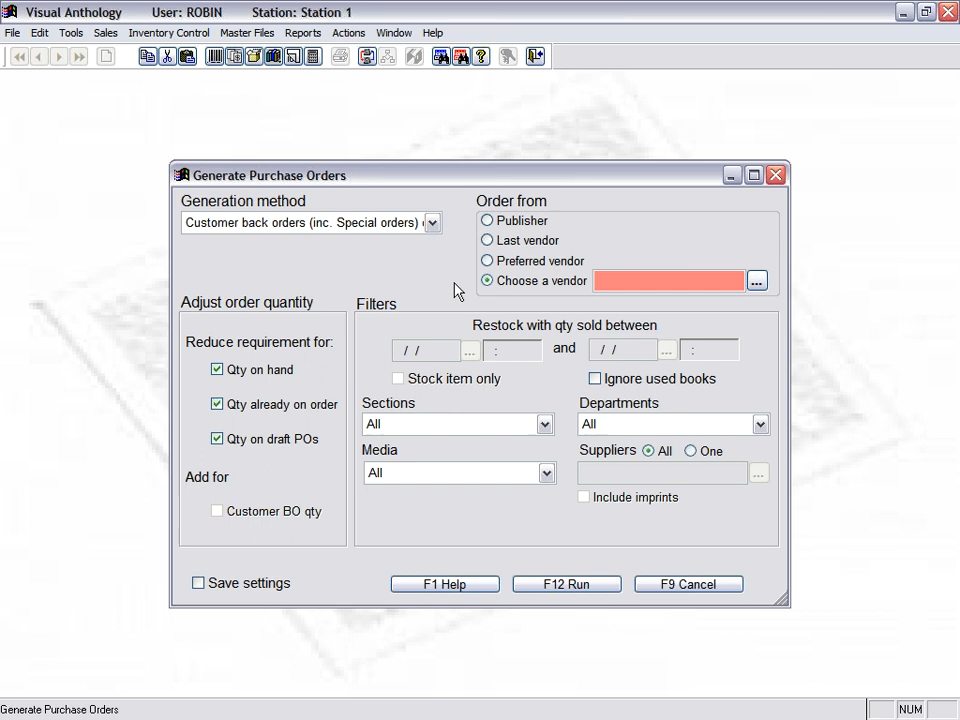 Visual Anthology User: ROBIN Station: Station 1
File Edit Tools Sales Inventory Control Master Files Reports Actions Window Help
Generate Purchase Orders
Generation method
Customer back orders (inc. Special orders)
Order from
Publisher
Last vendor
Preferred vendor
Choose a vendor ...
Adjust order quantity
Reduce requirement for:
Qty on hand
Qty already on order
Qty on draft POs
Add for
Customer BO qty
Filters
Restock with qty sold between
/ / ... : and / / ... :
Stock item only Ignore used books
Sections Departments
All All
Media Suppliers All One
All ...
Include imprints
Save settings F1 Help F12 Run F9 Cancel
Generate Purchase Orders NUM